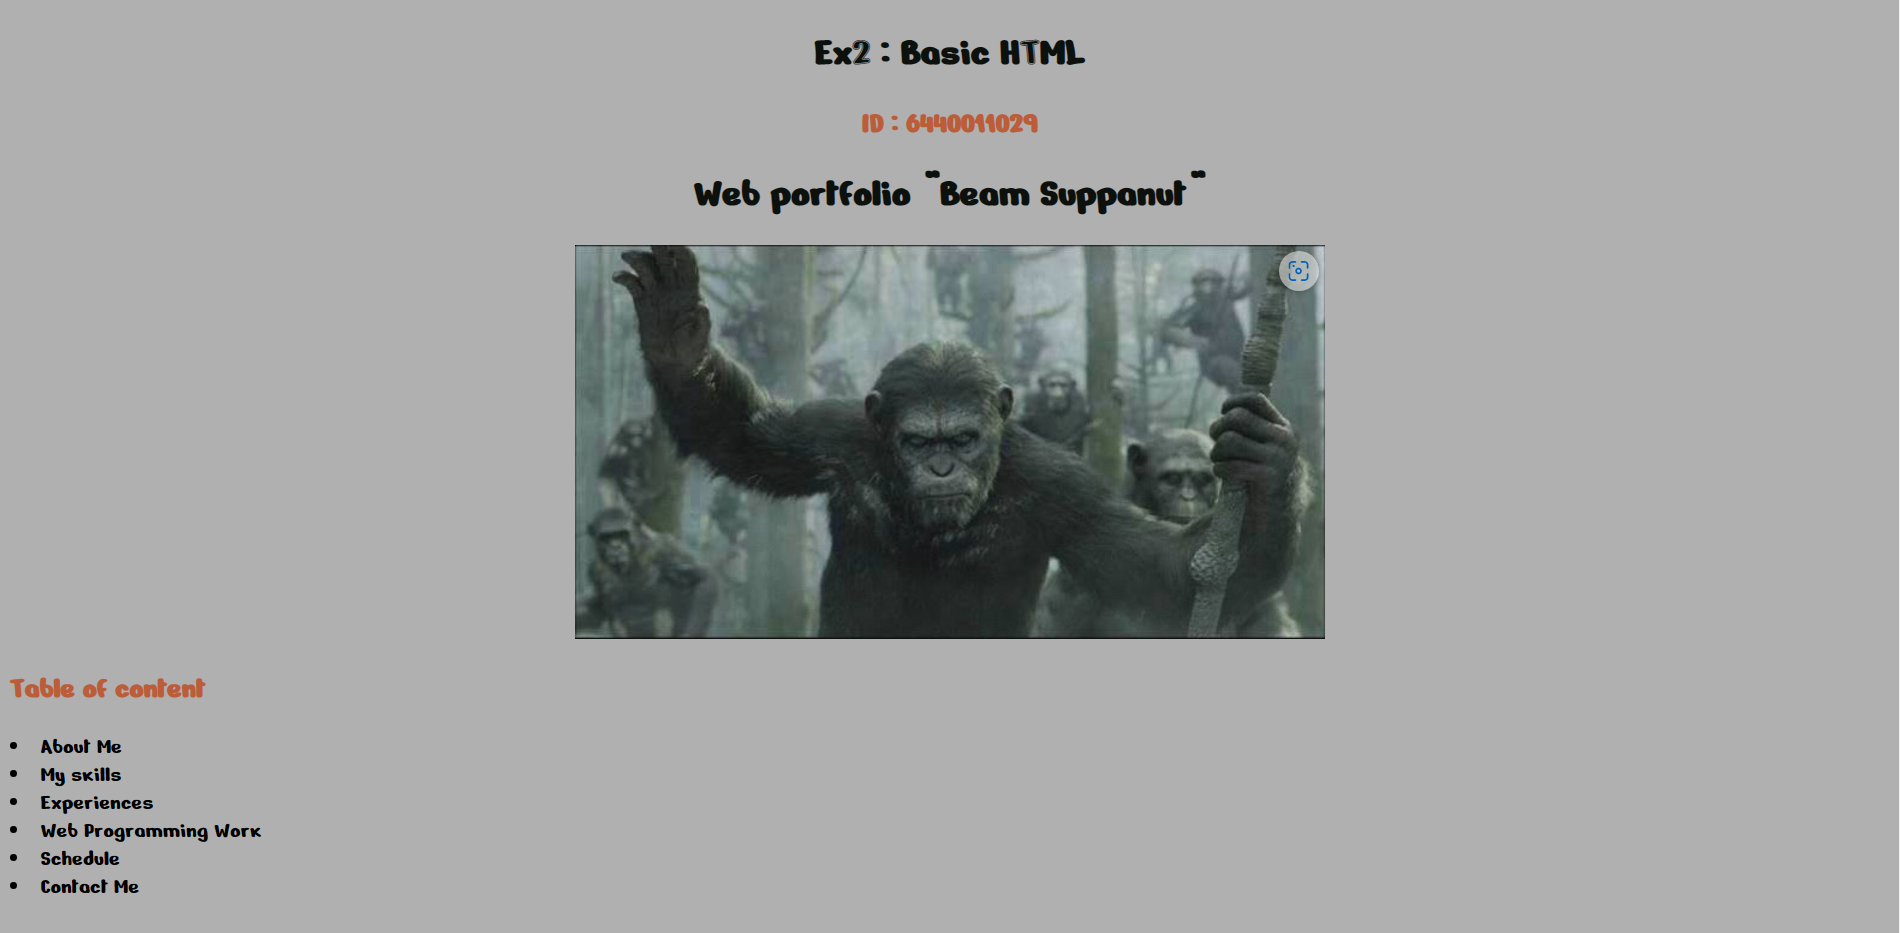 Ex2 : Basic HTML
ID : 6440011029
Web portfolio "Beam Suppanut"
Table of content
• About Me
• My skills
• Experiences
• Web Programming Work
• Schedule
• Contact Me